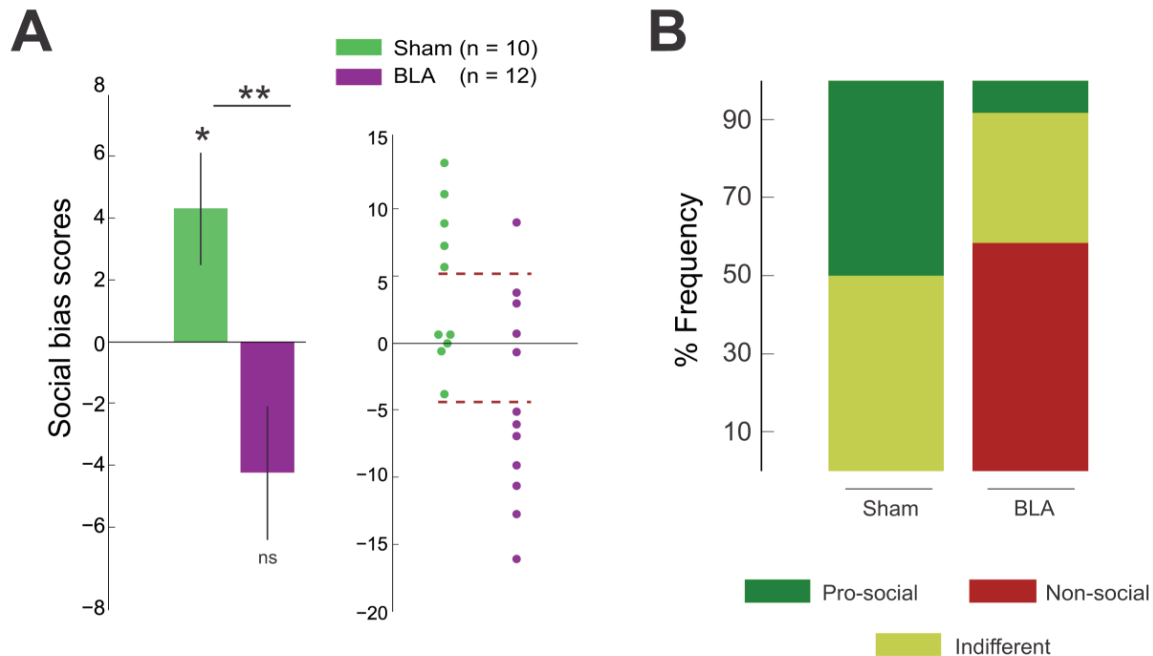 A
Sham (n = 10)
BLA (n = 12)
Social bias scores
8
6
4
2
0
−2
−4
−6
−8
*
**
ns
15
10
5
0
−5
−10
−15
−20
B
% Frequency
90
70
50
30
10
Sham
BLA
Pro-social
Non-social
Indifferent